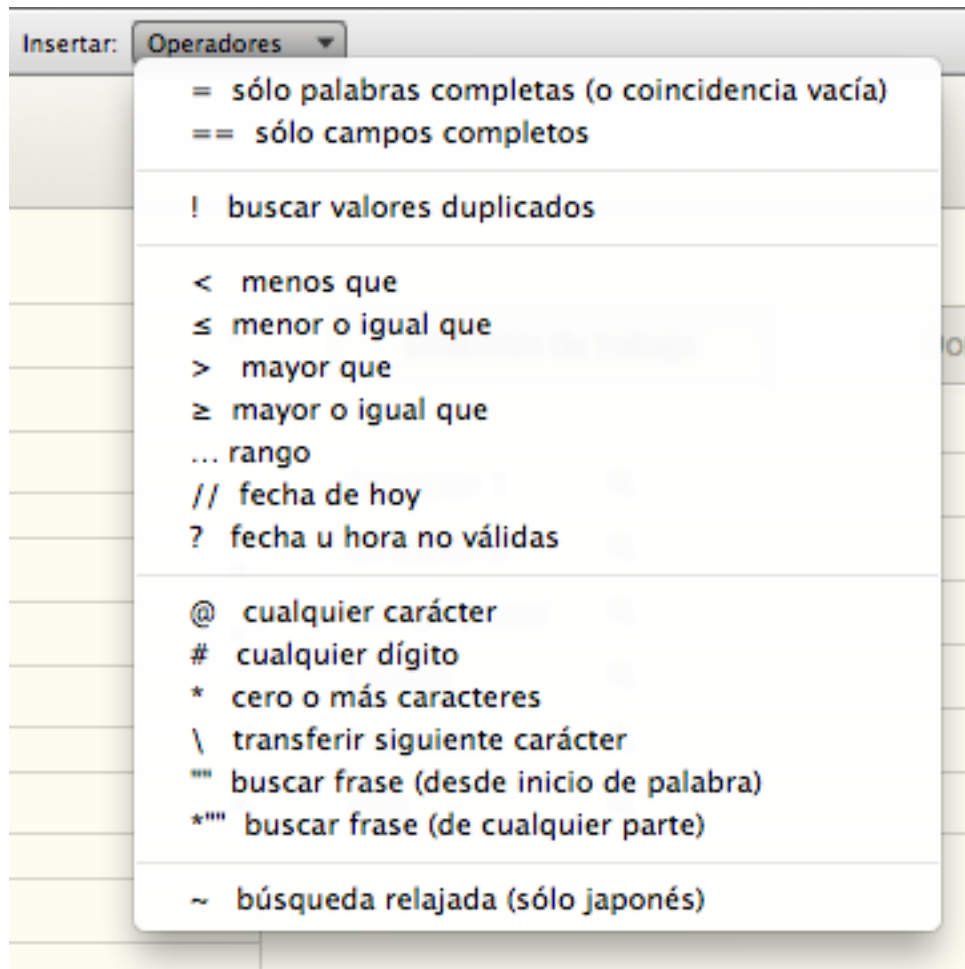 Insertar: Operadores
= sólo palabras completas (o coincidencia vacía)
== sólo campos completos
! buscar valores duplicados
< menos que
≤ menor o igual que
> mayor que
≥ mayor o igual que
... rango
// fecha de hoy
? fecha u hora no válidas
@ cualquier carácter
# cualquier dígito
* cero o más caracteres
\ transferir siguiente carácter
"" buscar frase (desde inicio de palabra)
*"" buscar frase (de cualquier parte)
~ búsqueda relajada (sólo japonés)